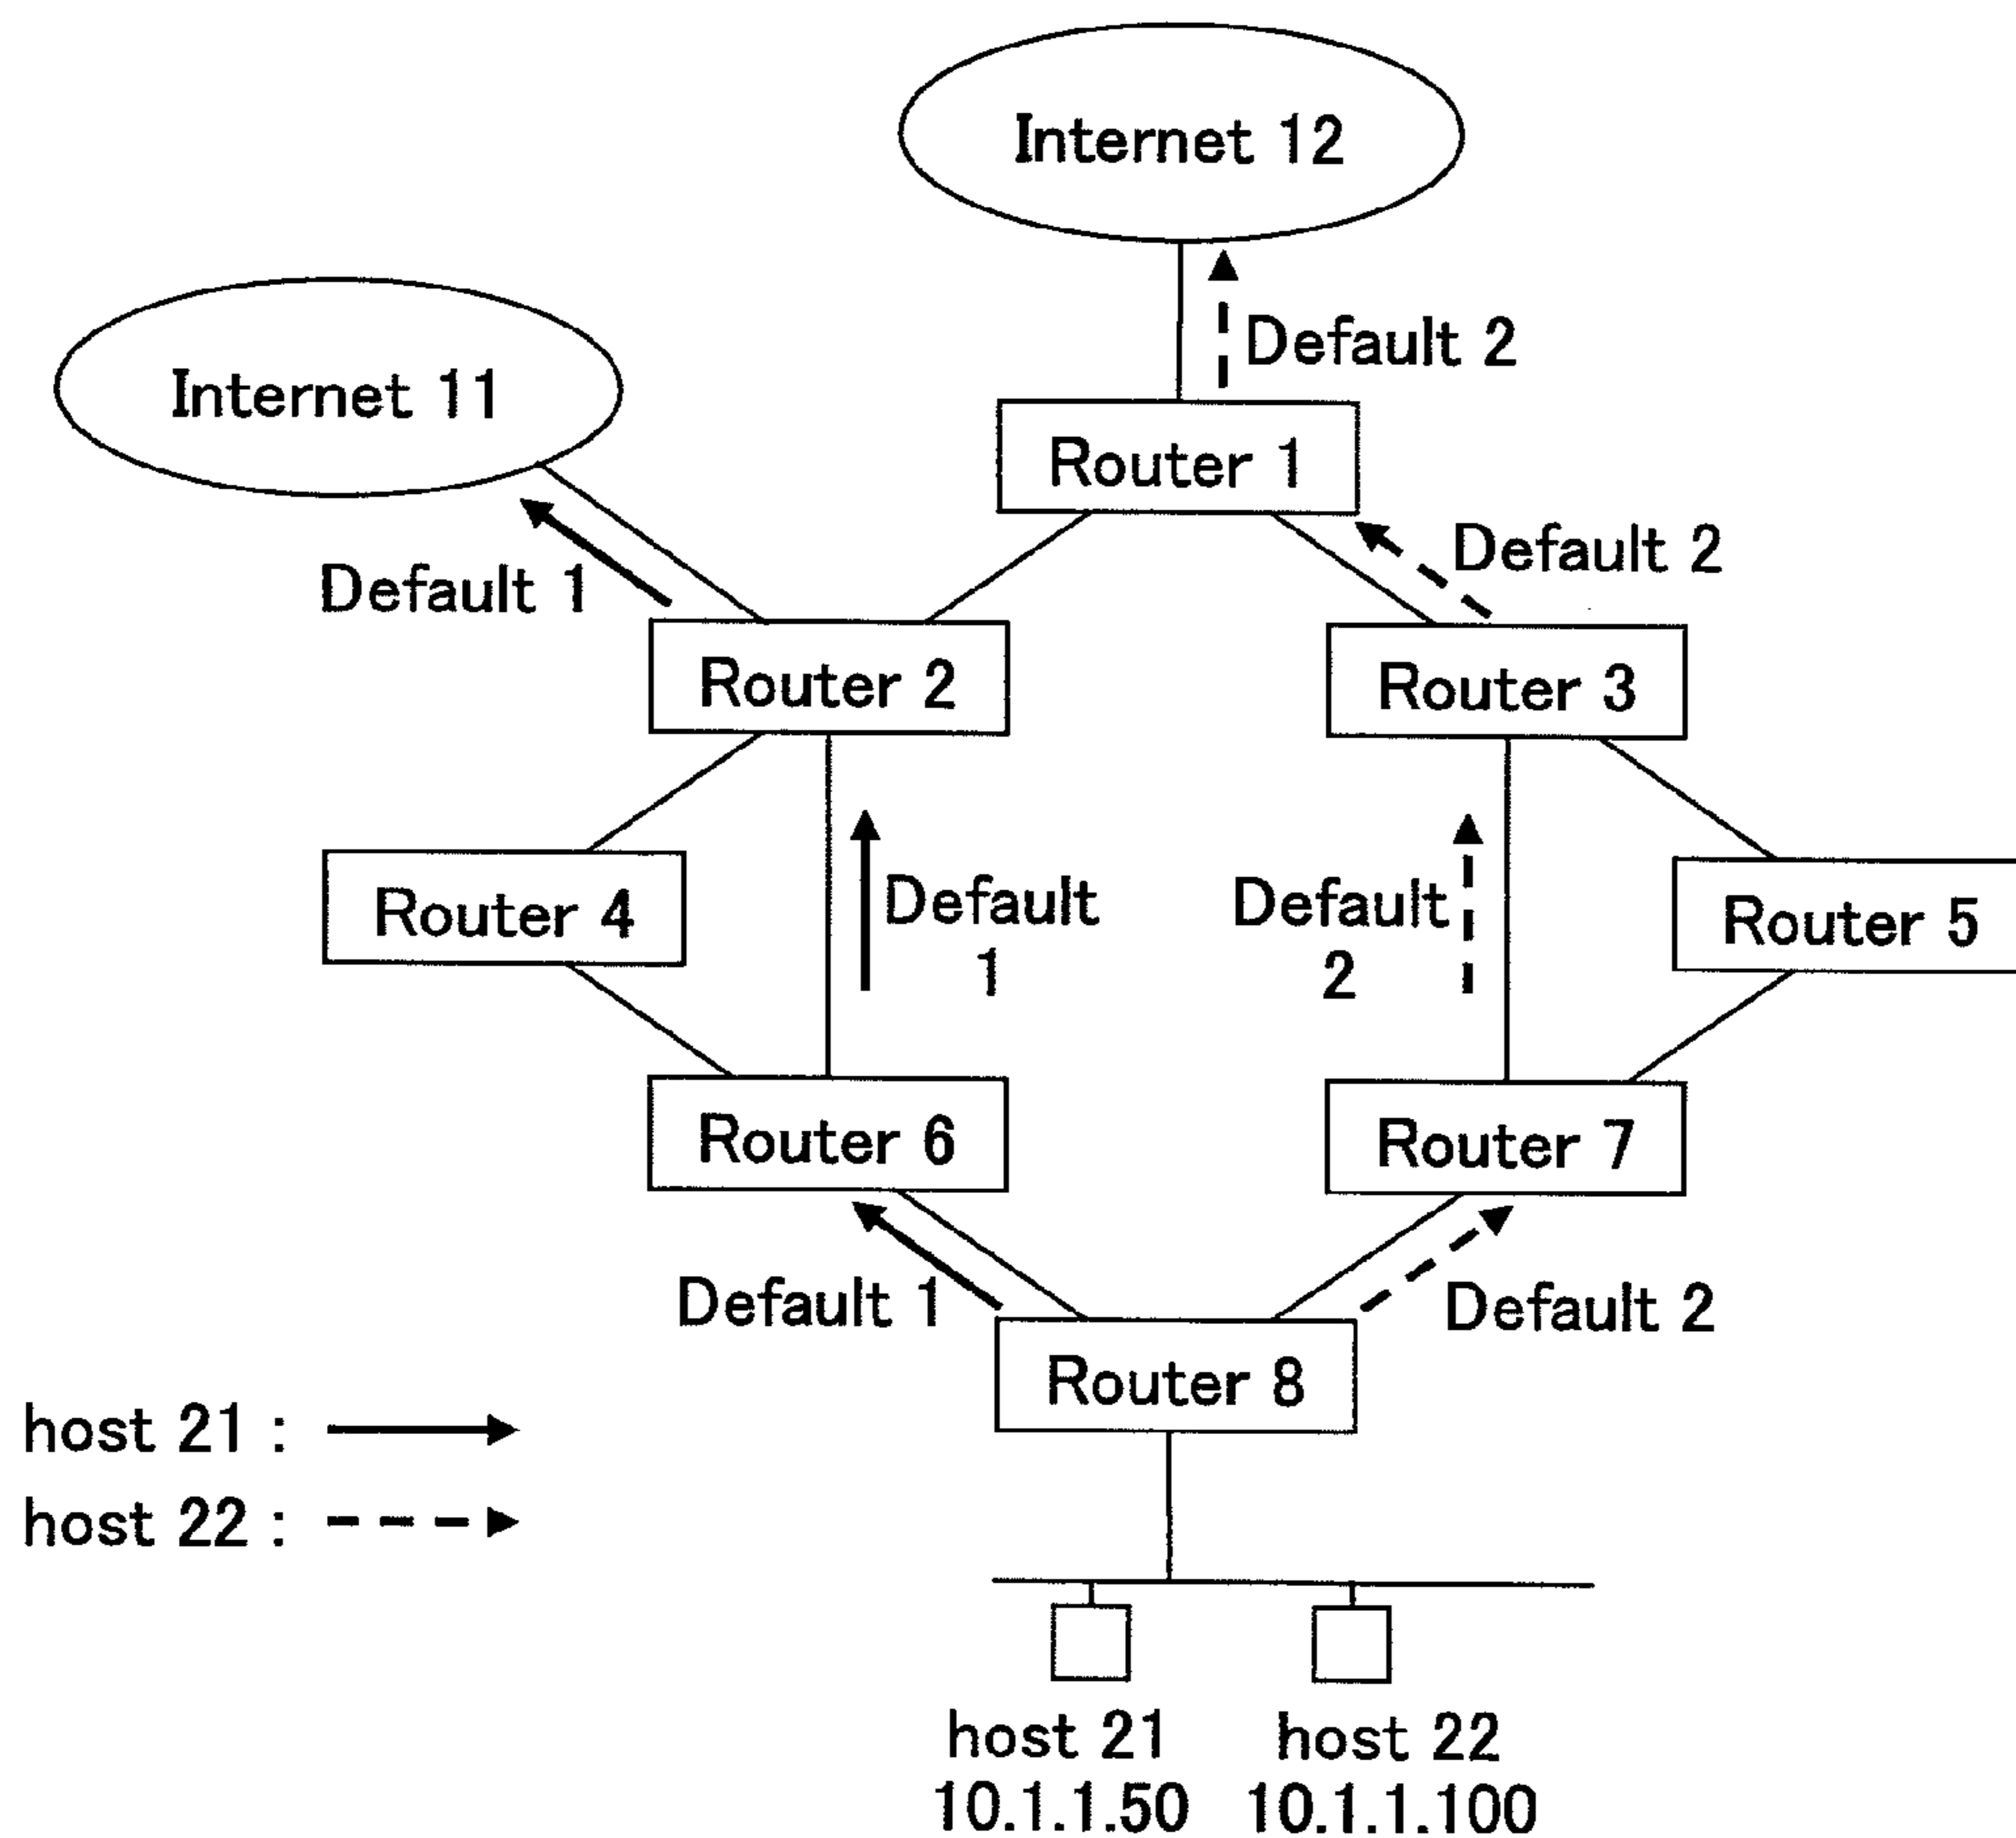 Internet 12
Default 2
Internet 11
Router 1
Default 2
Default 1
Router 2
Router 3
Router 4
Default
1
Default
2
Router 5
Router 6
Router 7
Default 1
Default 2
Router 8
host 21 :
host 22 :
host 21
10.1.1.50
host 22
10.1.1.100